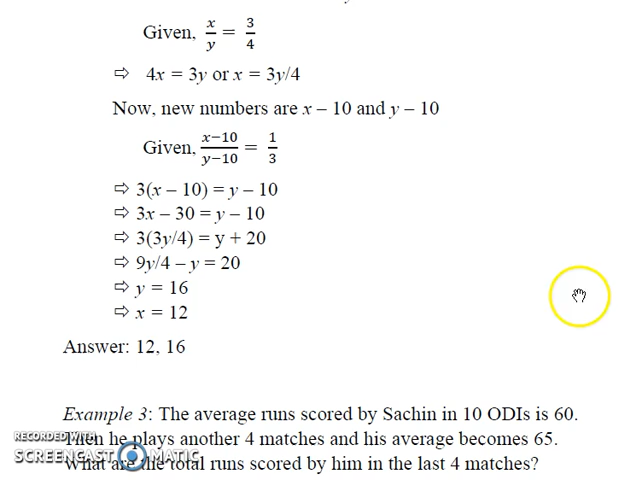 Given, x/y = 3/4
⇨ 4x = 3y or x = 3y/4
Now, new numbers are x – 10 and y – 10
Given, x−10/y−10 = 1/3
⇨ 3(x – 10) = y – 10
⇨ 3x – 30 = y – 10
⇨ 3(3y/4) = y + 20
⇨ 9y/4 – y = 20
⇨ y = 16
⇨ x = 12
Answer: 12, 16
Example 3: The average runs scored by Sachin in 10 ODIs is 60.
Then he plays another 4 matches and his average becomes 65.
What are the total runs scored by him in the last 4 matches?
RECORDED WITH
SCREENCAST MATIC